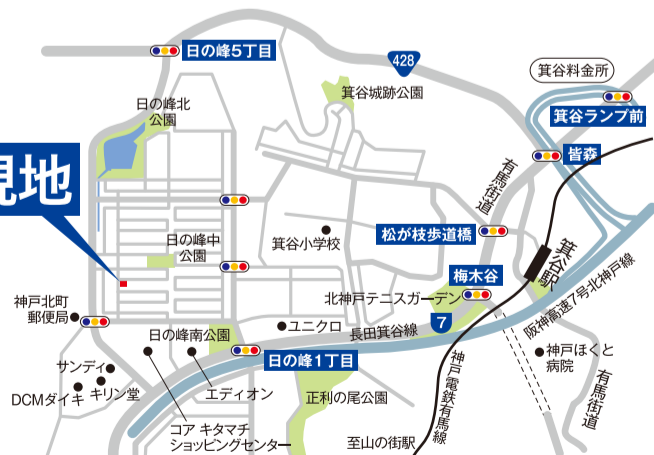 日の峰5丁目
428
箕谷料金所
箕谷ランプ前
日の峰北
公園
箕谷城跡公園
皆森
現地
有馬街道
松が枝歩道橋
箕谷小学校
日の峰中
公園
箕谷駅
梅木谷
北神戸テニスガーデン
阪神高速7号北神戸線
神戸北町
郵便局
ユニクロ
長田箕谷線
7
日の峰南公園
日の峰1丁目
神戸ほくと
病院
サンディ
キリン堂
DCMダイキ
エディオン
正利の尾公園
神戸電鉄有馬線
有馬街道
コア キタマチ
ショッピングセンター
至山の街駅